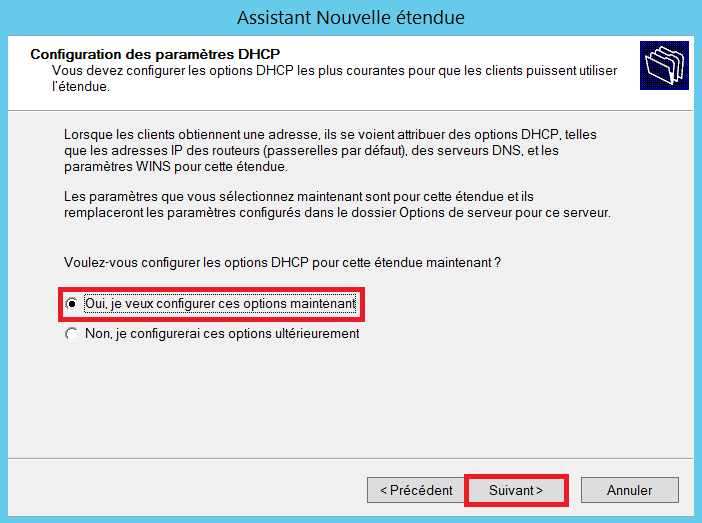 Assistant Nouvelle étendue
Configuration des paramètres DHCP
Vous devez configurer les options DHCP les plus courantes pour que les clients puissent utiliser
l'étendue.
Lorsque les clients obtiennent une adresse, ils se voient attribuer des options DHCP, telles
que les adresses IP des routeurs (passerelles par défaut), des serveurs DNS, et les
paramètres WINS pour cette étendue.
Les paramètres que vous sélectionnez maintenant sont pour cette étendue et ils
remplaceront les paramètres configurés dans le dossier Options de serveur pour ce serveur.
Voulez-vous configurer les options DHCP pour cette étendue maintenant ?
Oui, je veux configurer ces options maintenant
Non, je configurerai ces options ultérieurement
< Précédent Suivant > Annuler